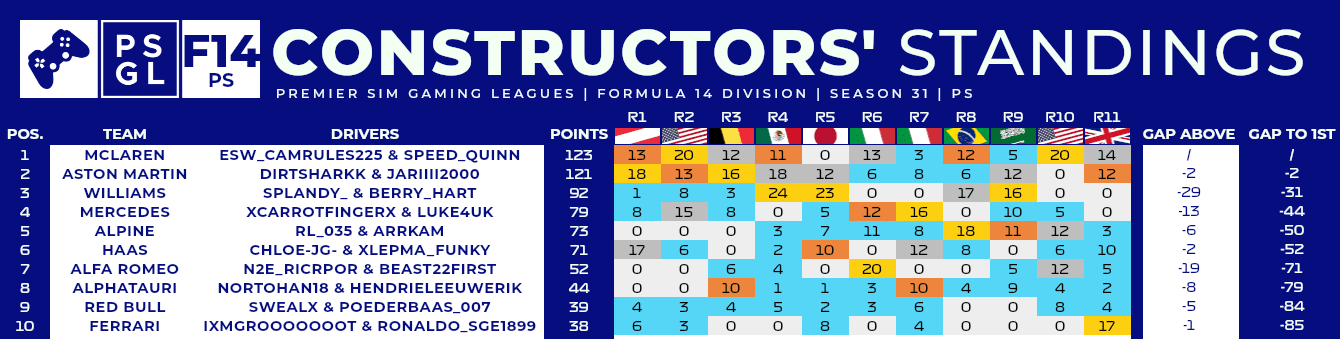 PS GL F14 PS CONSTRUCTORS' STANDINGS
PREMIER SIM GAMING LEAGUES | FORMULA 14 DIVISION | SEASON 31 | PS
R1 R2 R3 R4 R5 R6 R7 R8 R9 R10 R11
POS. TEAM DRIVERS POINTS GAP ABOVE GAP TO 1ST
1 MCLAREN ESW_CAMRULES225 & SPEED_QUINN 123 13 20 12 11 0 13 3 12 5 20 14 / /
2 ASTON MARTIN DIRTSHARKK & JARIIII2000 121 18 13 16 18 12 6 8 6 12 0 12 -2 -2
3 WILLIAMS SPLANDY_ & BERRY_HART 92 1 8 3 24 23 0 0 17 16 0 0 -29 -31
4 MERCEDES XCARROTFINGERX & LUKE4UK 79 8 15 8 0 5 12 16 0 10 5 0 -13 -44
5 ALPINE RL_035 & ARRKAM 73 0 0 0 3 7 11 8 18 11 12 3 -6 -50
6 HAAS CHLOE-JG- & XLEPMA_FUNKY 71 17 6 0 2 10 0 12 8 0 6 10 -2 -52
7 ALFA ROMEO N2E_RICRPOR & BEAST22FIRST 52 0 0 6 4 0 20 0 0 5 12 5 -19 -71
8 ALPHATAURI NORTOHAN18 & HENDRIELEEUWERIK 44 0 0 10 1 1 3 10 4 9 4 2 -8 -79
9 RED BULL SWEALX & POEDERBAAS_007 39 4 3 4 5 2 3 6 0 0 8 4 -5 -84
10 FERRARI IXMGROOOOOOOT & RONALDO_SGE1899 38 6 3 0 0 8 0 4 0 0 0 17 -1 -85